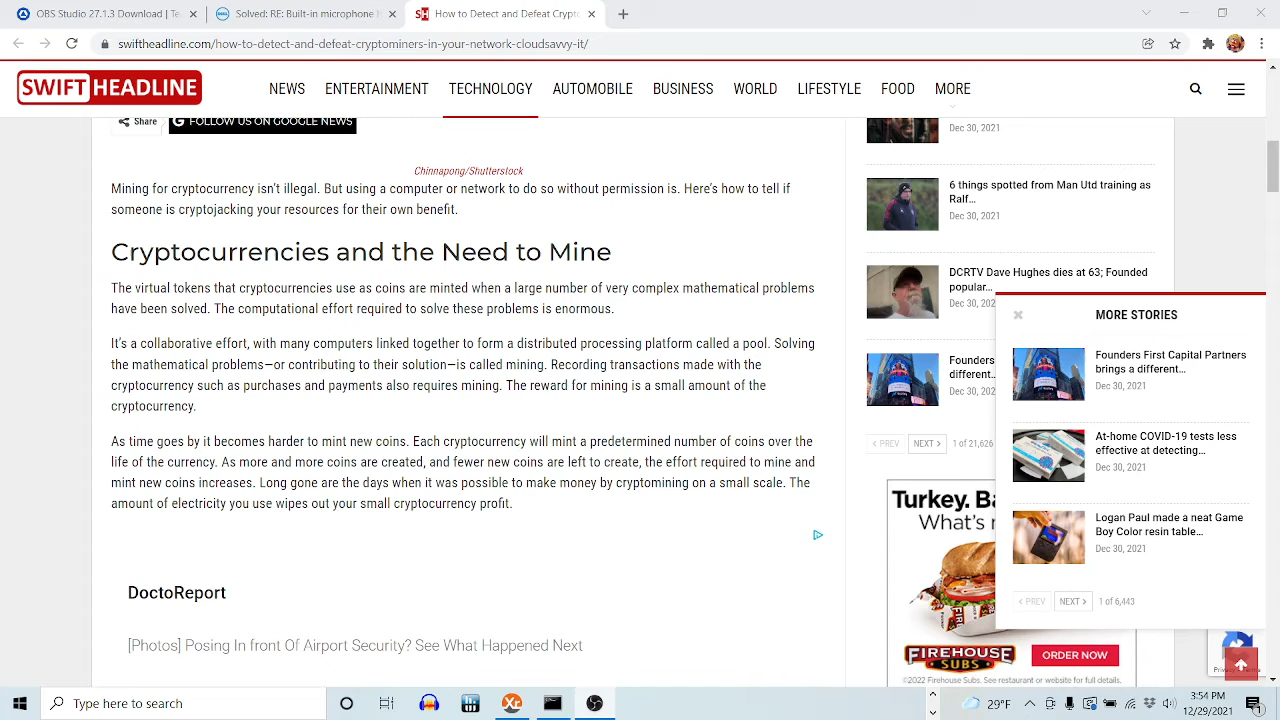 OBS Studio 27.0.1 Download | Te
Solved: RE: Built-in microphone
SH How to Detect and Defeat Crypto
swiftheadline.com/how-to-detect-and-defeat-cryptominers-in-your-network-cloudsavvy-it/
SWIFT HEADLINE
NEWS ENTERTAINMENT TECHNOLOGY AUTOMOBILE BUSINESS WORLD LIFESTYLE FOOD MORE
Share
FOLLOW US ON GOOGLE NEWS
Chinnapong/Shutterstock
Mining for cryptocurrency isn't illegal. But using a computer or network to do so without permission is. Here's how to tell if
someone is cryptojacking your resources for their own benefit.
Cryptocurrencies and the Need to Mine
The virtual tokens that cryptocurrencies use as coins are minted when a large number of very complex mathematical problems
have been solved. The computational effort required to solve these problems is enormous.
It's a collaborative effort, with many computers linked together to form a distributed processing platform called a pool. Solving
the mathematical problems—or contributing to their solution—is called mining. Recording transactions made with the
cryptocurrency such as purchases and payments also requires mining. The reward for mining is a small amount of the
cryptocurrency.
As time goes by it becomes harder to mint new coins. Each cryptocurrency will mint a predetermined number of coins over the
life of the currency. As more and more coins are created, and fewer new coins are left to create, the effort required to mine and
mint new coins increases. Long gone are the days when it was possible to make money by cryptomining on a small scale. The
amount of electricity you use wipes out your small cryptocurrency profit.
DoctoReport
[Photos] Posing In front Of Airport Security? See What Happened Next
Dec 30, 2021
6 things spotted from Man Utd training as
Ralf...
Dec 30, 2021
DCRTV Dave Hughes dies at 63; Founded
popular...
Dec 30, 202
Founders
different...
Dec 30, 202
PREV NEXT 1 of 21,626
Turkey. Ba
What's r
FIREHOUSE
SUBS
ORDER NOW
©2022 Firehouse Subs. See restaurant or website for details.
MORE STORIES
Founders First Capital Partners
brings a different...
Dec 30, 2021
At-home COVID-19 tests less
effective at detecting...
Dec 30, 2021
Logan Paul made a neat Game
Boy Color resin table...
Dec 30, 2021
PREV NEXT 1 of 6,443
Type here to search
29°F
3:54 PM
12/29/2021